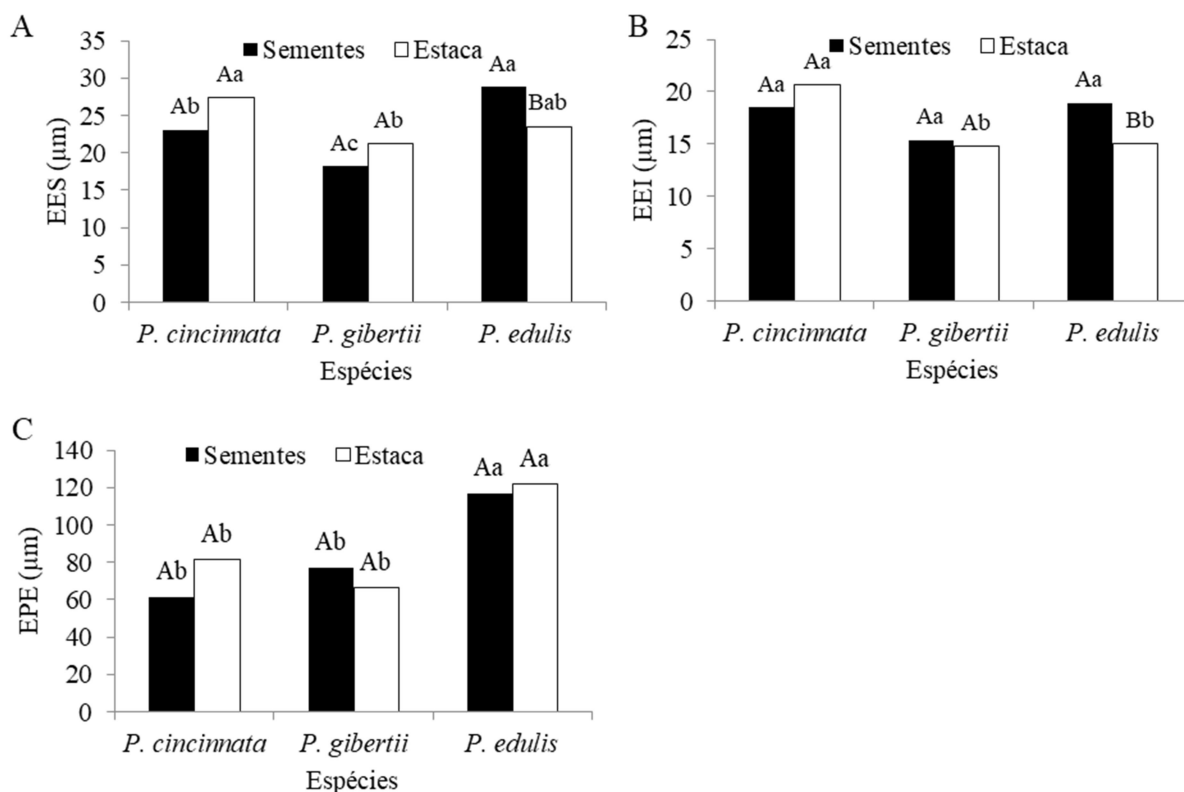 A
Sementes Estaca
EES (µm)
35
30
25
20
15
10
5
0
Ab Aa Ac Ab Aa Bab
P. cincinnata P. gibertii P. edulis
Espécies
B
Sementes Estaca
EEI (µm)
25
20
15
10
5
0
Aa Aa Aa Ab Aa Bb
P. cincinnata P. gibertii P. edulis
Espécies
C
Sementes Estaca
EPE (µm)
140
120
100
80
60
40
20
0
Ab Ab Ab Ab Aa Aa
P. cincinnata P. gibertii P. edulis
Espécies